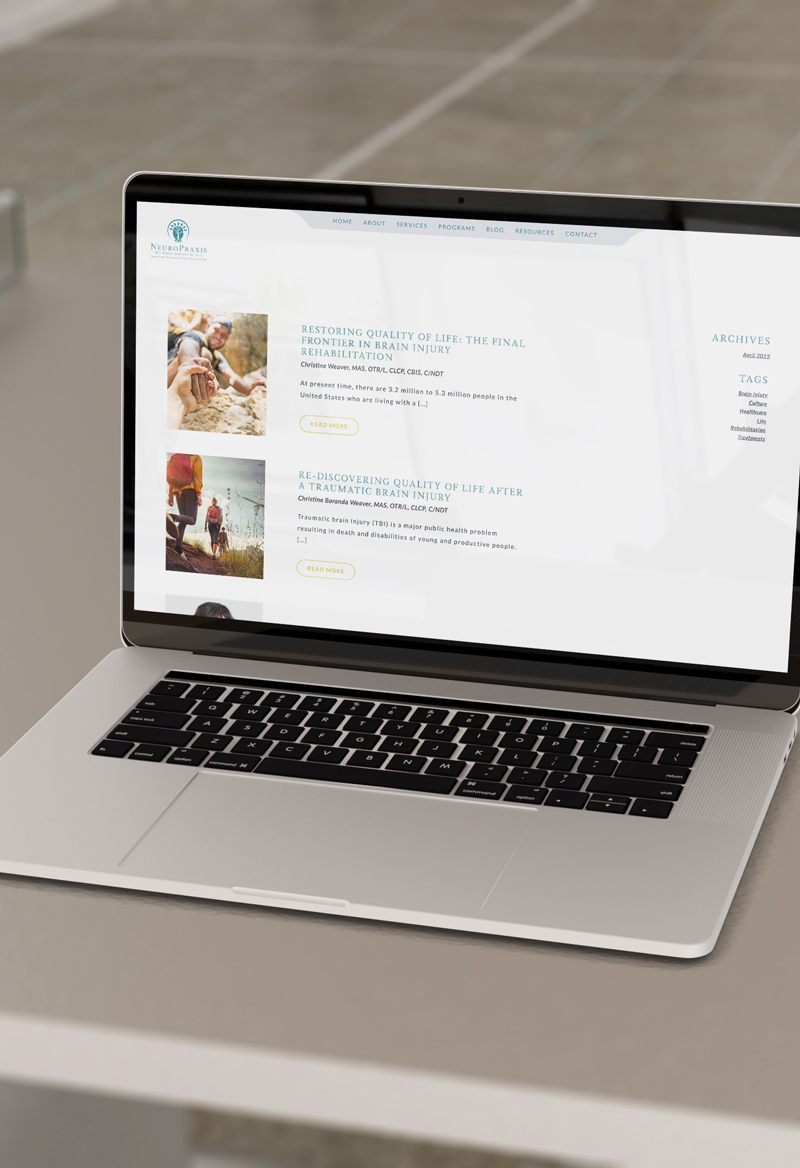 HOME ABOUT SERVICES PROGRAMS BLOG RESOURCES CONTACT
NEUROPRAXIS
RESTORING QUALITY OF LIFE: THE FINAL
FRONTIER IN BRAIN INJURY
REHABILITATION
Christine Weaver, MAS, OTR/L, CLCP, CBIS, C/NDT
At present time, there are 3.2 million to 5.3 million people in the
United States who are living with a [...]
READ MORE
RE-DISCOVERING QUALITY OF LIFE AFTER
A TRAUMATIC BRAIN INJURY
Christine Baranda Weaver, MAS, OTR/L, CLCP, C/NDT
Traumatic brain injury (TBI) is a major public health problem
resulting in death and disabilities of young and productive people.
[...]
READ MORE
ARCHIVES
April 2019
TAGS
Brain Injury
Culture
Healthcare
Life
Rehabilitation
Treatments
delete
tab Q W E R T Y U I O P
caps lock A S D F G H J K L return
shift Z X C V B N M shift
fn control option command command option